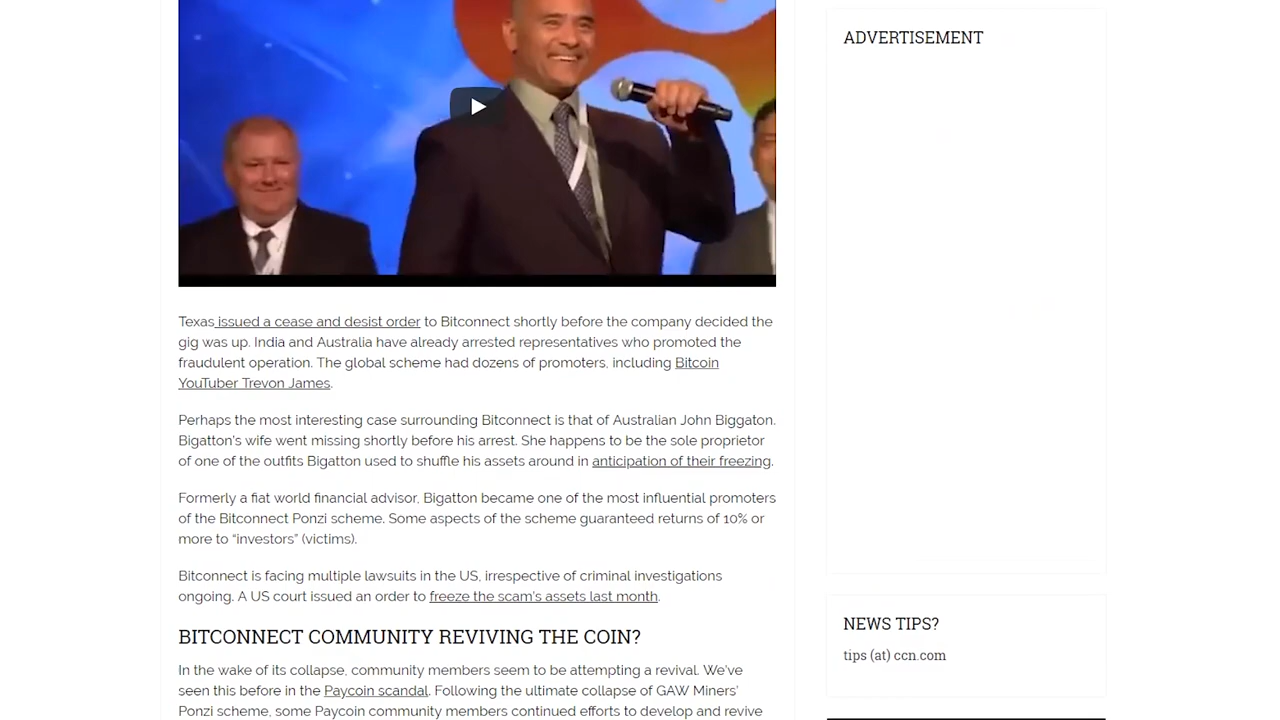 ADVERTISEMENT
Texas issued a cease and desist order to Bitconnect shortly before the company decided the
gig was up. India and Australia have already arrested representatives who promoted the
fraudulent operation. The global scheme had dozens of promoters, including Bitcoin
YouTuber Trevon James.
Perhaps the most interesting case surrounding Bitconnect is that of Australian John Biggaton.
Bigatton's wife went missing shortly before his arrest. She happens to be the sole proprietor
of one of the outfits Bigatton used to shuffle his assets around in anticipation of their freezing.
Formerly a fiat world financial advisor, Bigatton became one of the most influential promoters
of the Bitconnect Ponzi scheme. Some aspects of the scheme guaranteed returns of 10% or
more to “investors” (victims).
Bitconnect is facing multiple lawsuits in the US, irrespective of criminal investigations
ongoing. A US court issued an order to freeze the scam's assets last month.
BITCONNECT COMMUNITY REVIVING THE COIN?
In the wake of its collapse, community members seem to be attempting a revival. We've
seen this before in the Paycoin scandal. Following the ultimate collapse of GAW Miners'
Ponzi scheme, some Paycoin community members continued efforts to develop and revive
NEWS TIPS?
tips (at) ccn.com